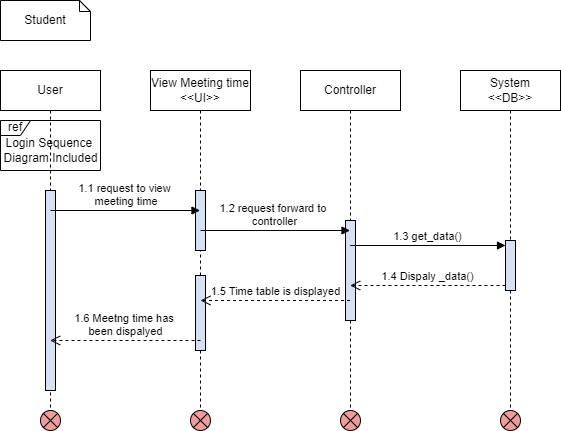 Student
User
View Meeting time
<<UI>>
Controller
System
<<DB>>
ref
Login Sequence
Diagram Included
1.1 request to view
meeting time
1.2 request forward to
controller
1.3 get_data()
1.4 Dispaly _data()
1.5 Time table is displayed
1.6 Meetng time has
been dispalyed